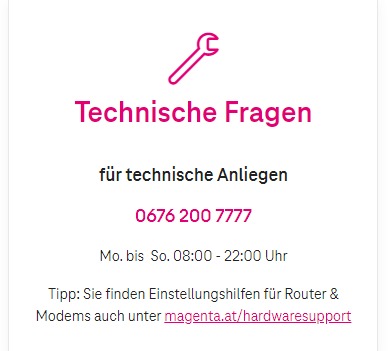 Technische Fragen
für technische Anliegen
0676 200 7777
Mo. bis  So. 08:00 - 22:00 Uhr
Tipp: Sie finden Einstellungshilfen für Router &
Modems auch unter magenta.at/hardwaresupport